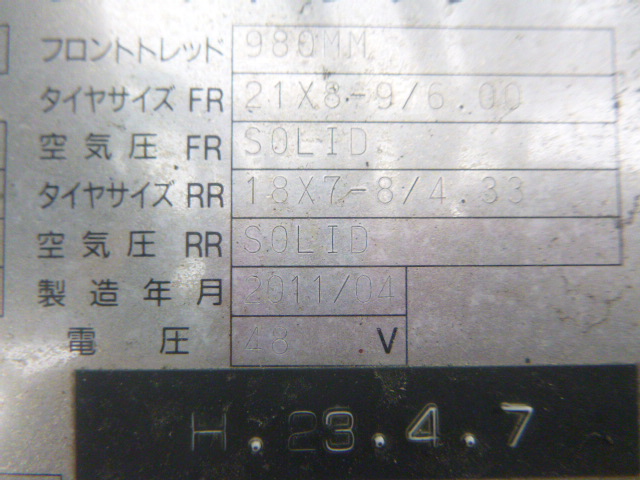 フロントトレッド 980MM
タイヤサイズ FR 21X8-9/6.00
空気圧 FR SOLID
タイヤサイズ RR 18X7-8/4.33
空気圧 RR SOLID
製造年月 2011/04
電圧 48 V
H.23.4.7